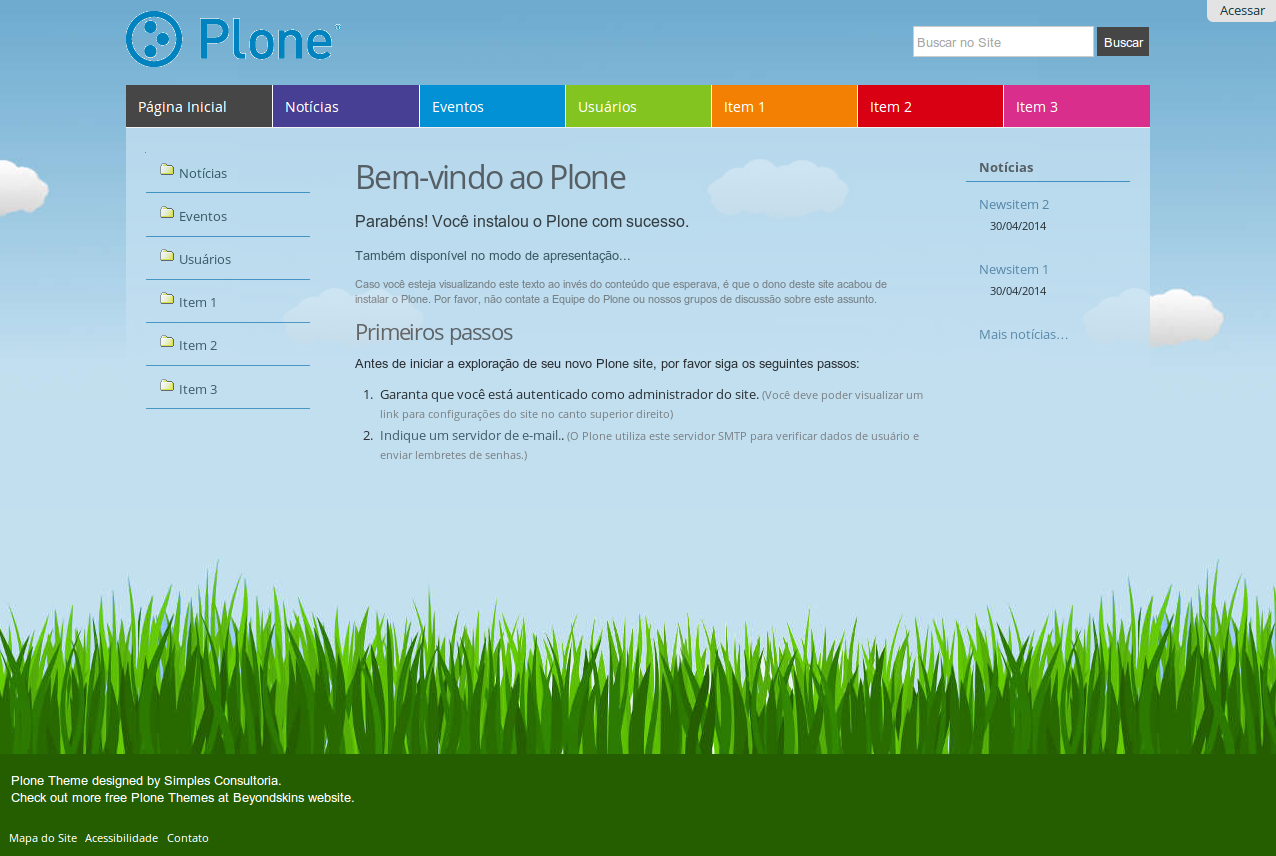 Acessar
Plone
Buscar no Site
Buscar
Página Inicial
Notícias
Eventos
Usuários
Item 1
Item 2
Item 3
Notícias
Eventos
Usuários
Item 1
Item 2
Item 3
Bem-vindo ao Plone
Parabéns! Você instalou o Plone com sucesso.
Também disponível no modo de apresentação...
Caso você esteja visualizando este texto ao invés do conteúdo que esperava, é que o dono deste site acabou de
instalar o Plone. Por favor, não contate a Equipe do Plone ou nossos grupos de discussão sobre este assunto.
Primeiros passos
Antes de iniciar a exploração de seu novo Plone site, por favor siga os seguintes passos:
1. Garanta que você está autenticado como administrador do site. (Você deve poder visualizar um
link para configurações do site no canto superior direito)
2. Indique um servidor de e-mail.. (O Plone utiliza este servidor SMTP para verificar dados de usuário e
enviar lembretes de senhas.)
Notícias
Newsitem 2
30/04/2014
Newsitem 1
30/04/2014
Mais notícias...
Plone Theme designed by Simples Consultoria.
Check out more free Plone Themes at Beyondskins website.
Mapa do Site Acessibilidade Contato